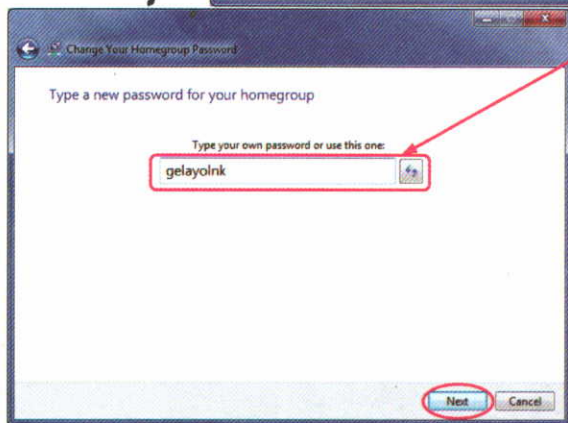 Change Your Homegroup Password
Type a new password for your homegroup
Type your own password or use this one:
gelayolnk
Next
Cancel